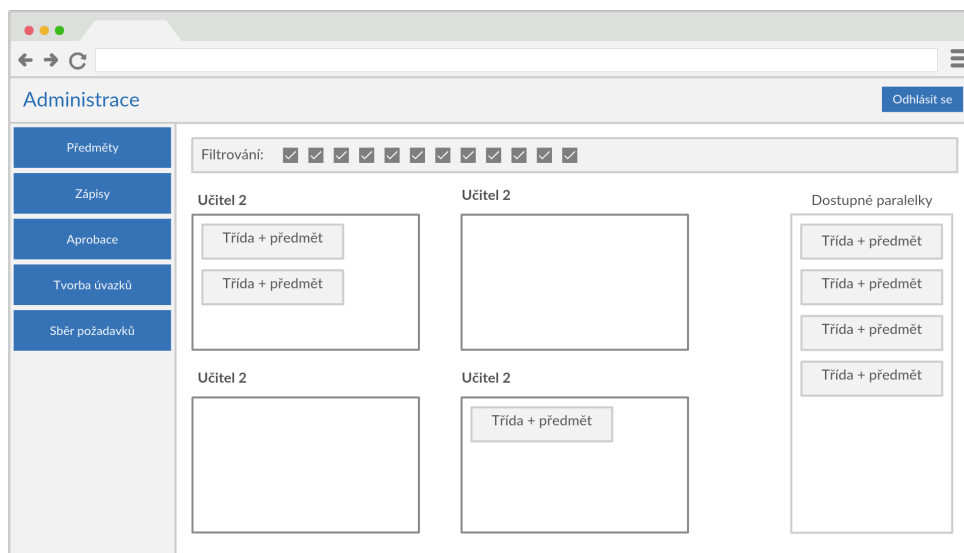 Administrace
Odhlásit se
Předměty
Zápisy
Aprobace
Tvorba úvazků
Sběr požadavků
Filtrování:
Učitel 2
Třída + předmět
Třída + předmět
Učitel 2
Učitel 2
Učitel 2
Třída + předmět
Dostupné paralelky
Třída + předmět
Třída + předmět
Třída + předmět
Třída + předmět